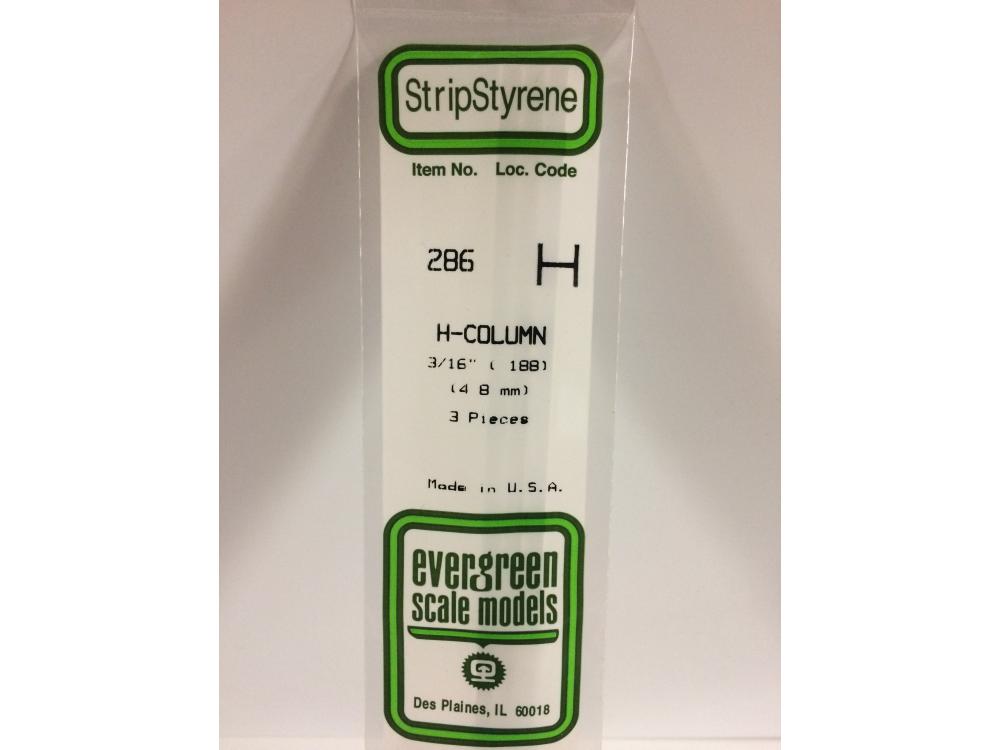 StripStyrene
Item No. Loc. Code
286 H
H-COLUMN
3/16" ( 188)
(4 8 mm)
3 Pieces
Made in U.S.A.
evergreen
scale models
Des Plaines, IL 60018